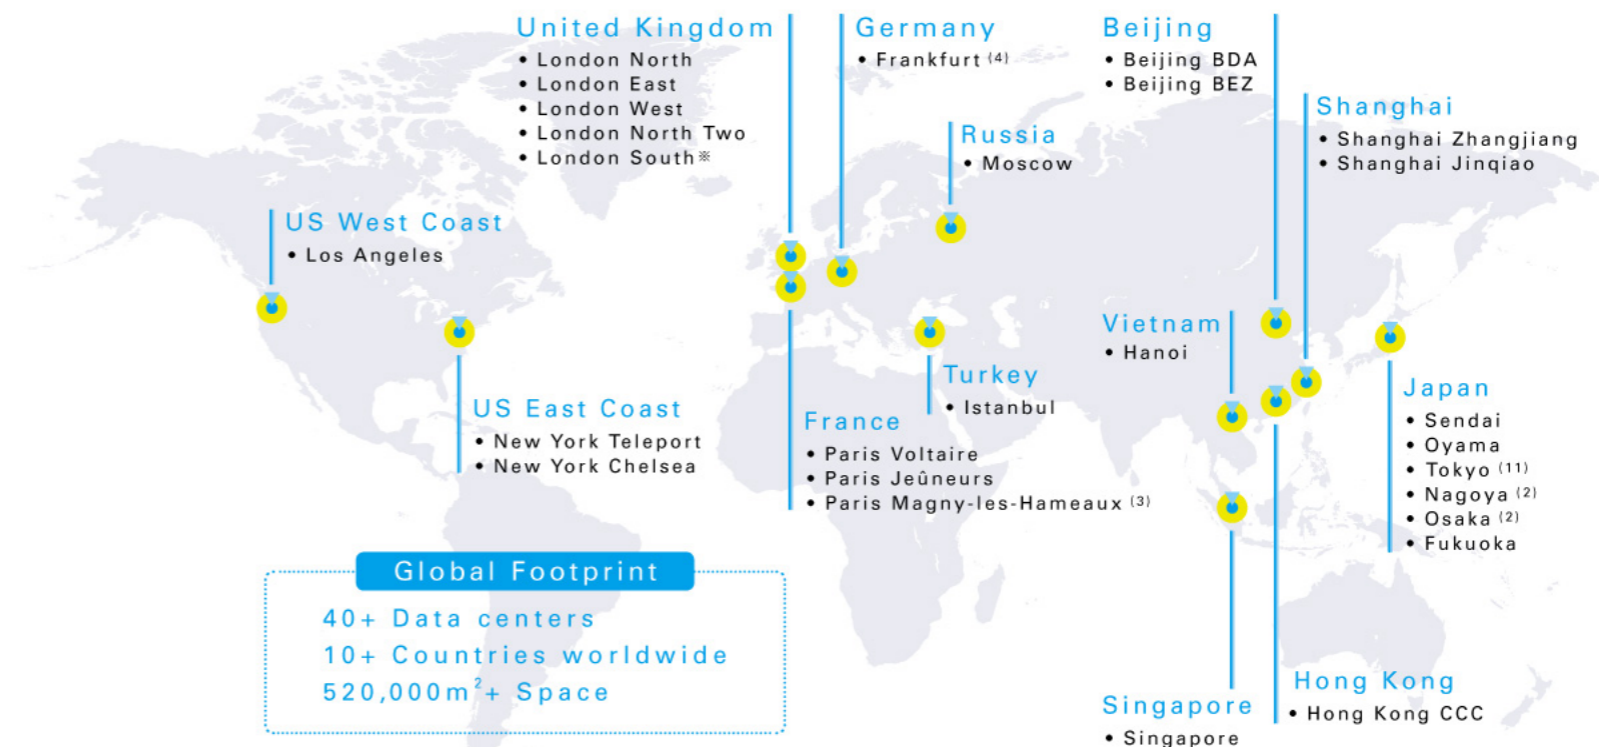 United Kingdom
• London North
• London East
• London West
• London North Two
• London South※
Germany
• Frankfurt (4)
Beijing
• Beijing BDA
• Beijing BEZ
Shanghai
• Shanghai Zhangjiang
• Shanghai Jinqiao
Russia
• Moscow
US West Coast
• Los Angeles
US East Coast
• New York Teleport
• New York Chelsea
Vietnam
• Hanoi
Turkey
• Istanbul
France
• Paris Voltaire
• Paris Jeûneurs
• Paris Magny-les-Hameaux (3)
Japan
• Sendai
• Oyama
• Tokyo (11)
• Nagoya (2)
• Osaka (2)
• Fukuoka
Global Footprint
40+ Data centers
10+ Countries worldwide
520,000m²+ Space
Hong Kong
• Hong Kong CCC
Singapore
• Singapore